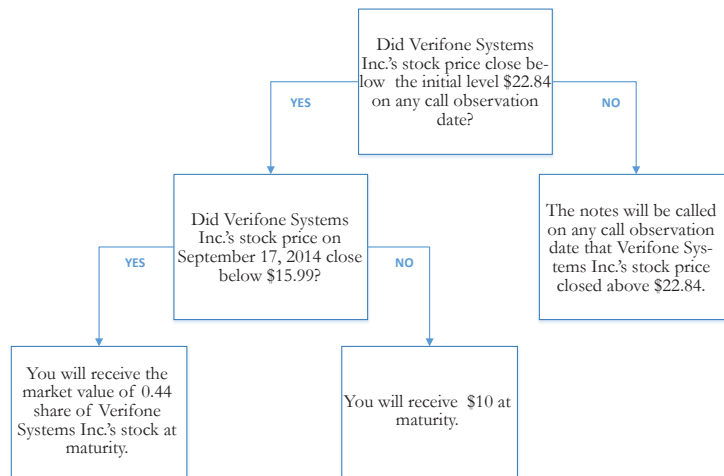 Did Verifone Systems
Inc.'s stock price close be-
low the initial level $22.84
on any call observation
date?
YES
NO
Did Verifone Systems
Inc.'s stock price on
September 17, 2014 close
below $15.99?
The notes will be called
on any call observation
date that Verifone Sys-
tems Inc.'s stock price
closed above $22.84.
YES
NO
You will receive the
market value of 0.44
share of Verifone
Systems Inc.'s stock at
maturity.
You will receive $10 at
maturity.